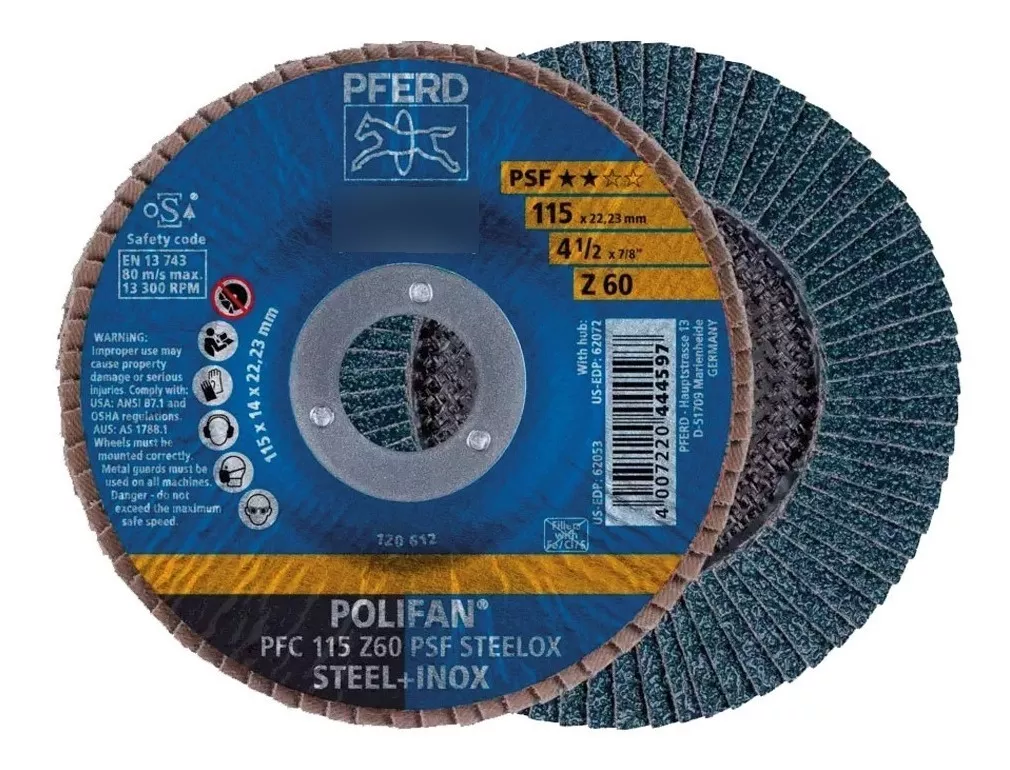 PFERD
PSF ★★☆☆
115 x 22,23 mm
4 1/2 x 7/8"
Z 60
oSa
Safety code
EN 13 743
80 m/s max.
13 300 RPM
WARNING:
Improper use may
cause property
damage or serious
injuries. Comply with:
USA: ANSI B7.1 and
OSHA regulations.
AUS: AS 1788.1
Wheels must be
mounted correctly.
Metal guards must be
used on all machines.
Danger - do not
exceed the maximum
safe speed.
115 x 14 x 22,23 mm
With hub:
US-EDP: 62053 US-EDP: 62072
4 007220 444597
PFERD - Hauptstrasse 13
D-51709 Marienheide
GERMANY
120 612
POLIFAN®
PFC 115 Z60 PSF STEELOX
STEEL+INOX